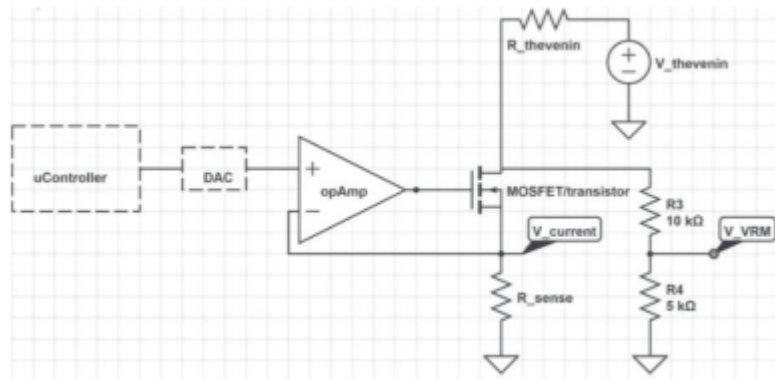 R_thevenin
V_thevenin
uController
DAC
+
opAmp
−
MOSFET/transistor
R3
10 kΩ
V_current
V_VRM
R_sense
R4
5 kΩ